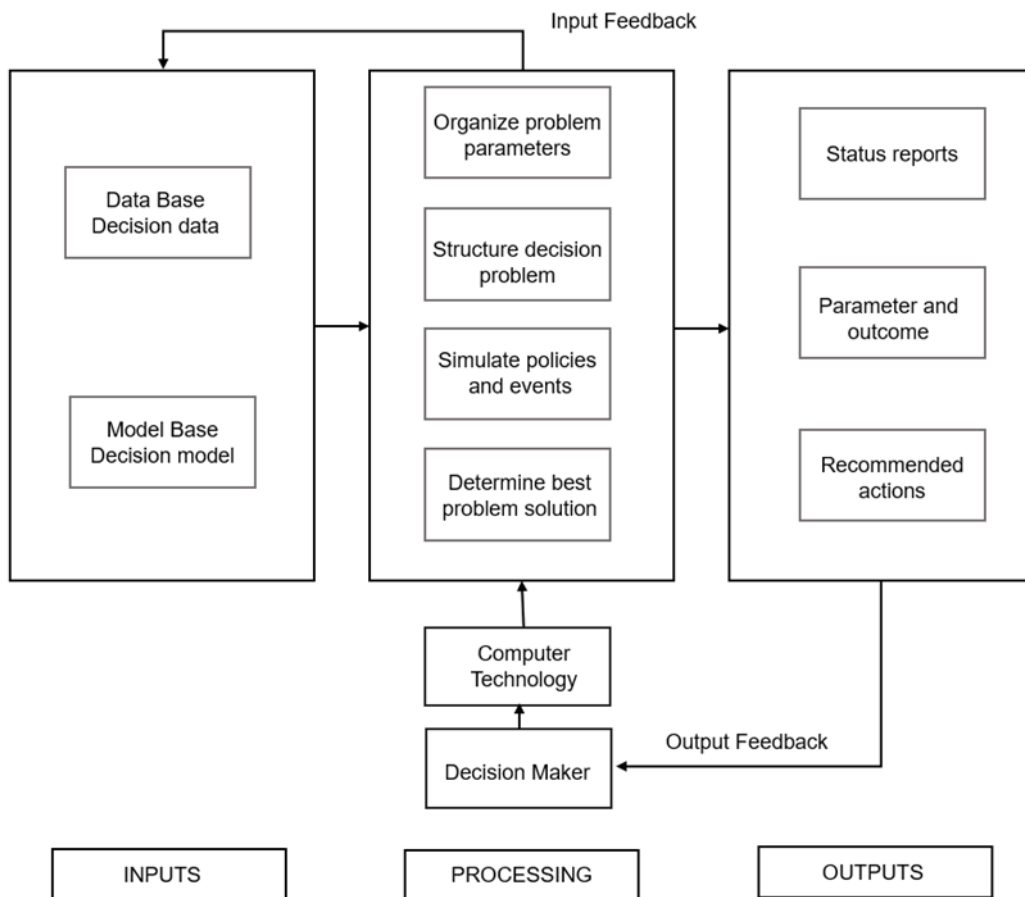 Input Feedback
Data Base
Decision data
Model Base
Decision model
Organize problem
parameters
Structure decision
problem
Simulate policies
and events
Determine best
problem solution
Status reports
Parameter and
outcome
Recommended
actions
Computer
Technology
Decision Maker
Output Feedback
INPUTS
PROCESSING
OUTPUTS